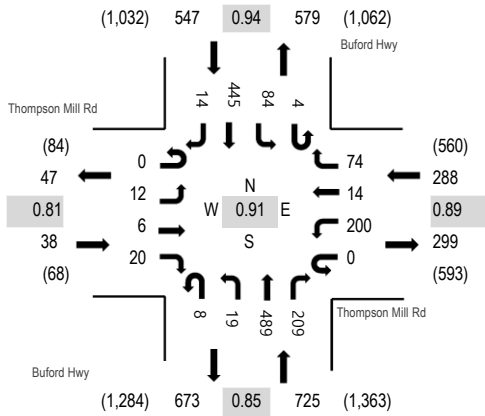 (1,032) 547 0.94 579 (1,062)
Buford Hwy
14 445 84 4
Thompson Mill Rd
(84)
47
0.81
38
(68)
0
12
6
20
N
W 0.91 E
S
74
14
200
0
(560)
288
0.89
299
(593)
8 19 489 209
Thompson Mill Rd
Buford Hwy
(1,284) 673 0.85 725 (1,363)